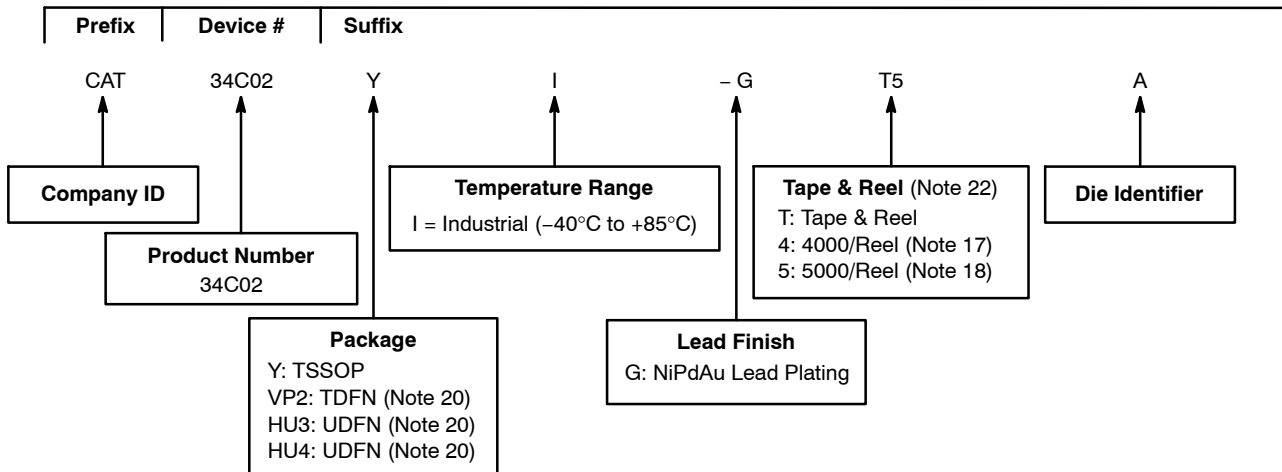 Prefix Device # Suffix
CAT 34C02 Y I – G T5 A
Company ID
Temperature Range
I = Industrial (–40°C to +85°C)
Tape & Reel (Note 22)
T: Tape & Reel
4: 4000/Reel (Note 17)
5: 5000/Reel (Note 18)
Die Identifier
Product Number
34C02
Package
Y: TSSOP
VP2: TDFN (Note 20)
HU3: UDFN (Note 20)
HU4: UDFN (Note 20)
Lead Finish
G: NiPdAu Lead Plating